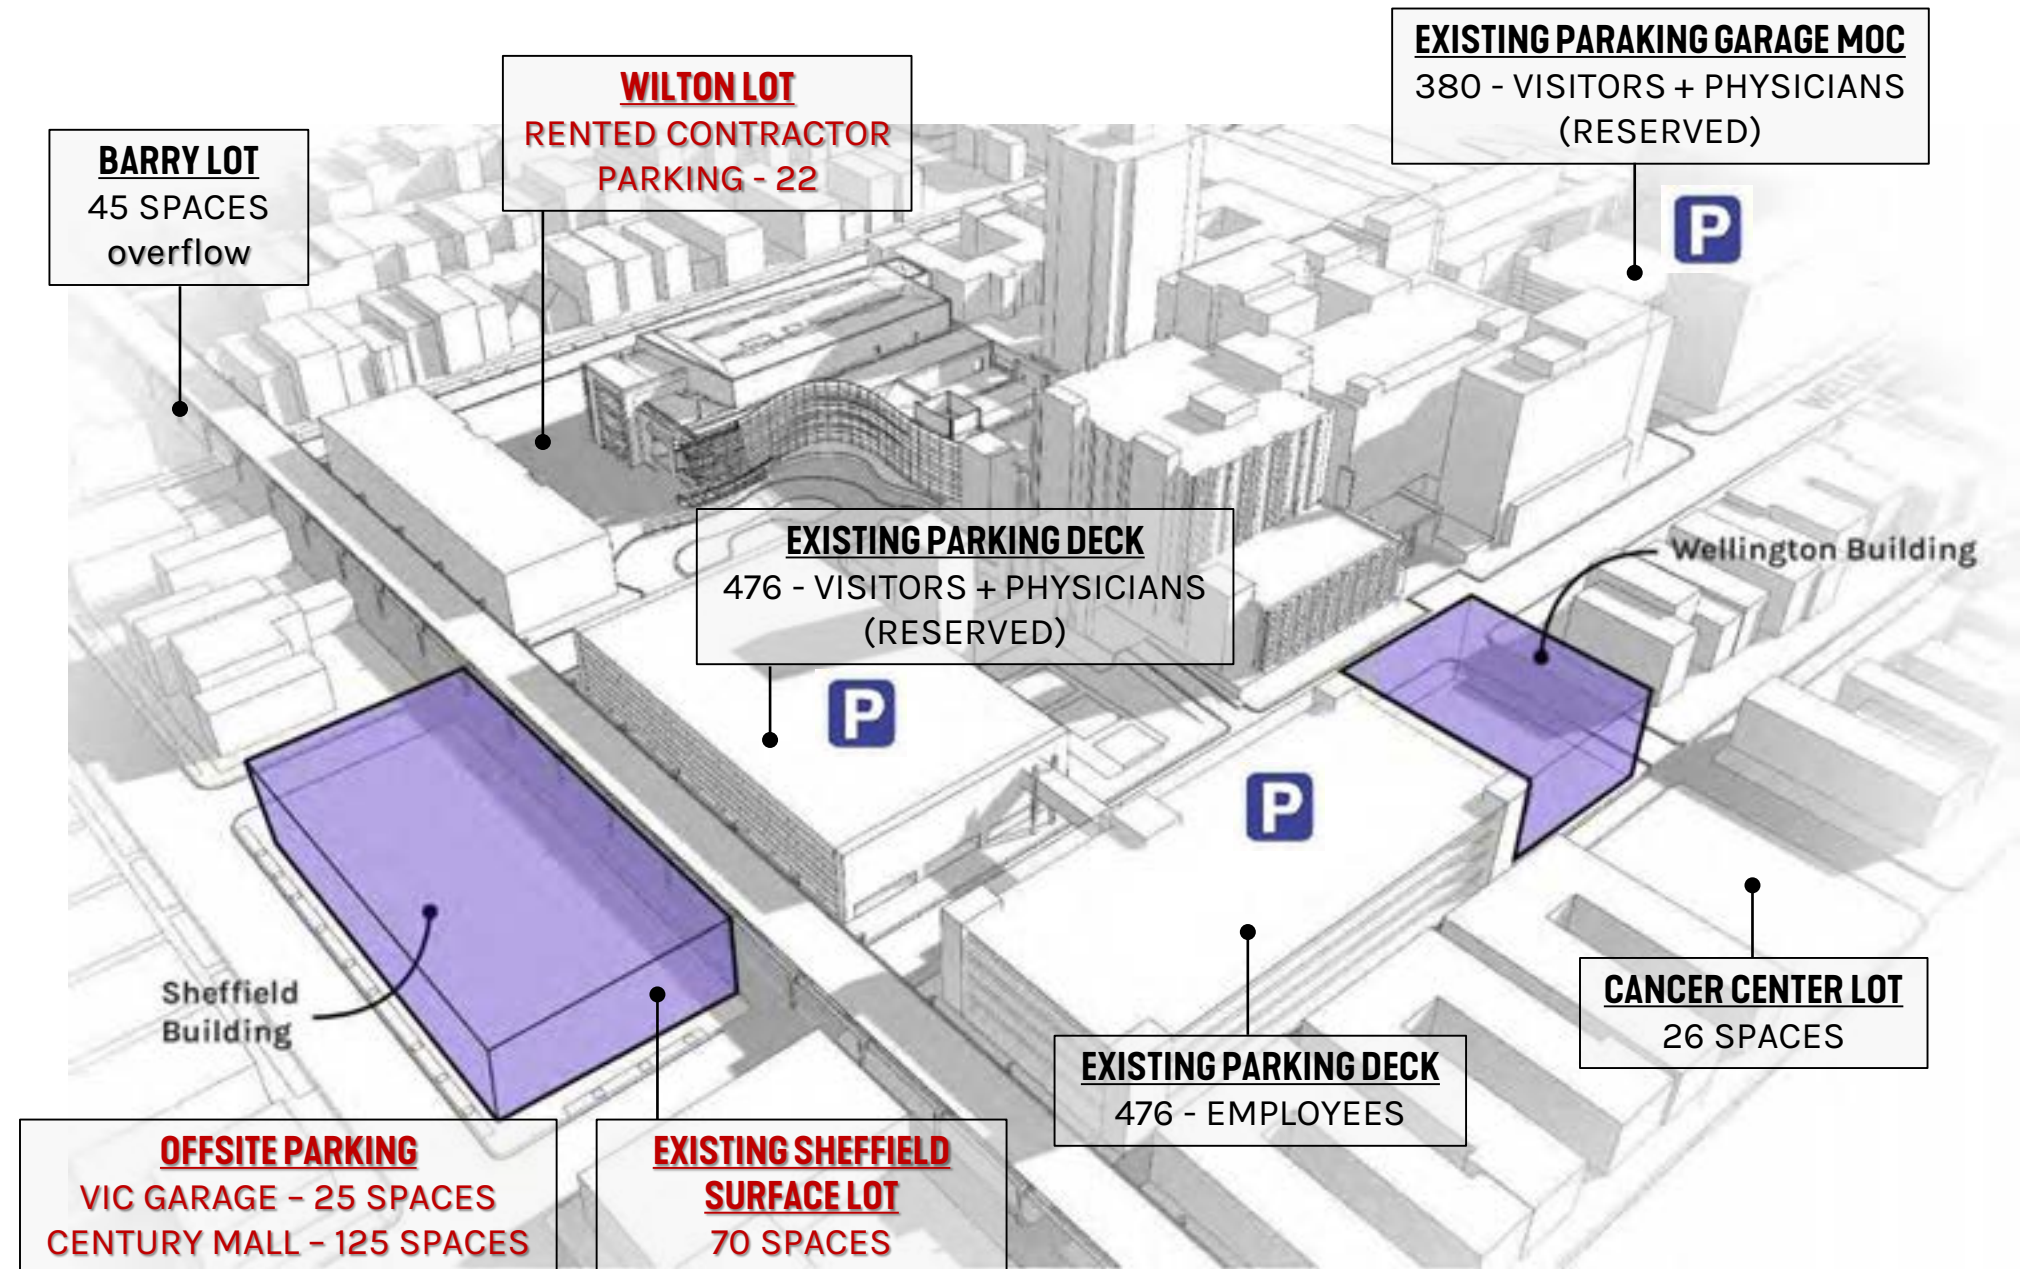 EXISTING PARAKING GARAGE MOC
380 - VISITORS + PHYSICIANS
(RESERVED)
WILTON LOT
RENTED CONTRACTOR
PARKING - 22
BARRY LOT
45 SPACES
overflow
P
EXISTING PARKING DECK
476 - VISITORS + PHYSICIANS
(RESERVED)
Wellington Building
P
P
Sheffield
Building
CANCER CENTER LOT
26 SPACES
EXISTING PARKING DECK
476 - EMPLOYEES
OFFSITE PARKING
VIC GARAGE – 25 SPACES
CENTURY MALL – 125 SPACES
EXISTING SHEFFIELD
SURFACE LOT
70 SPACES